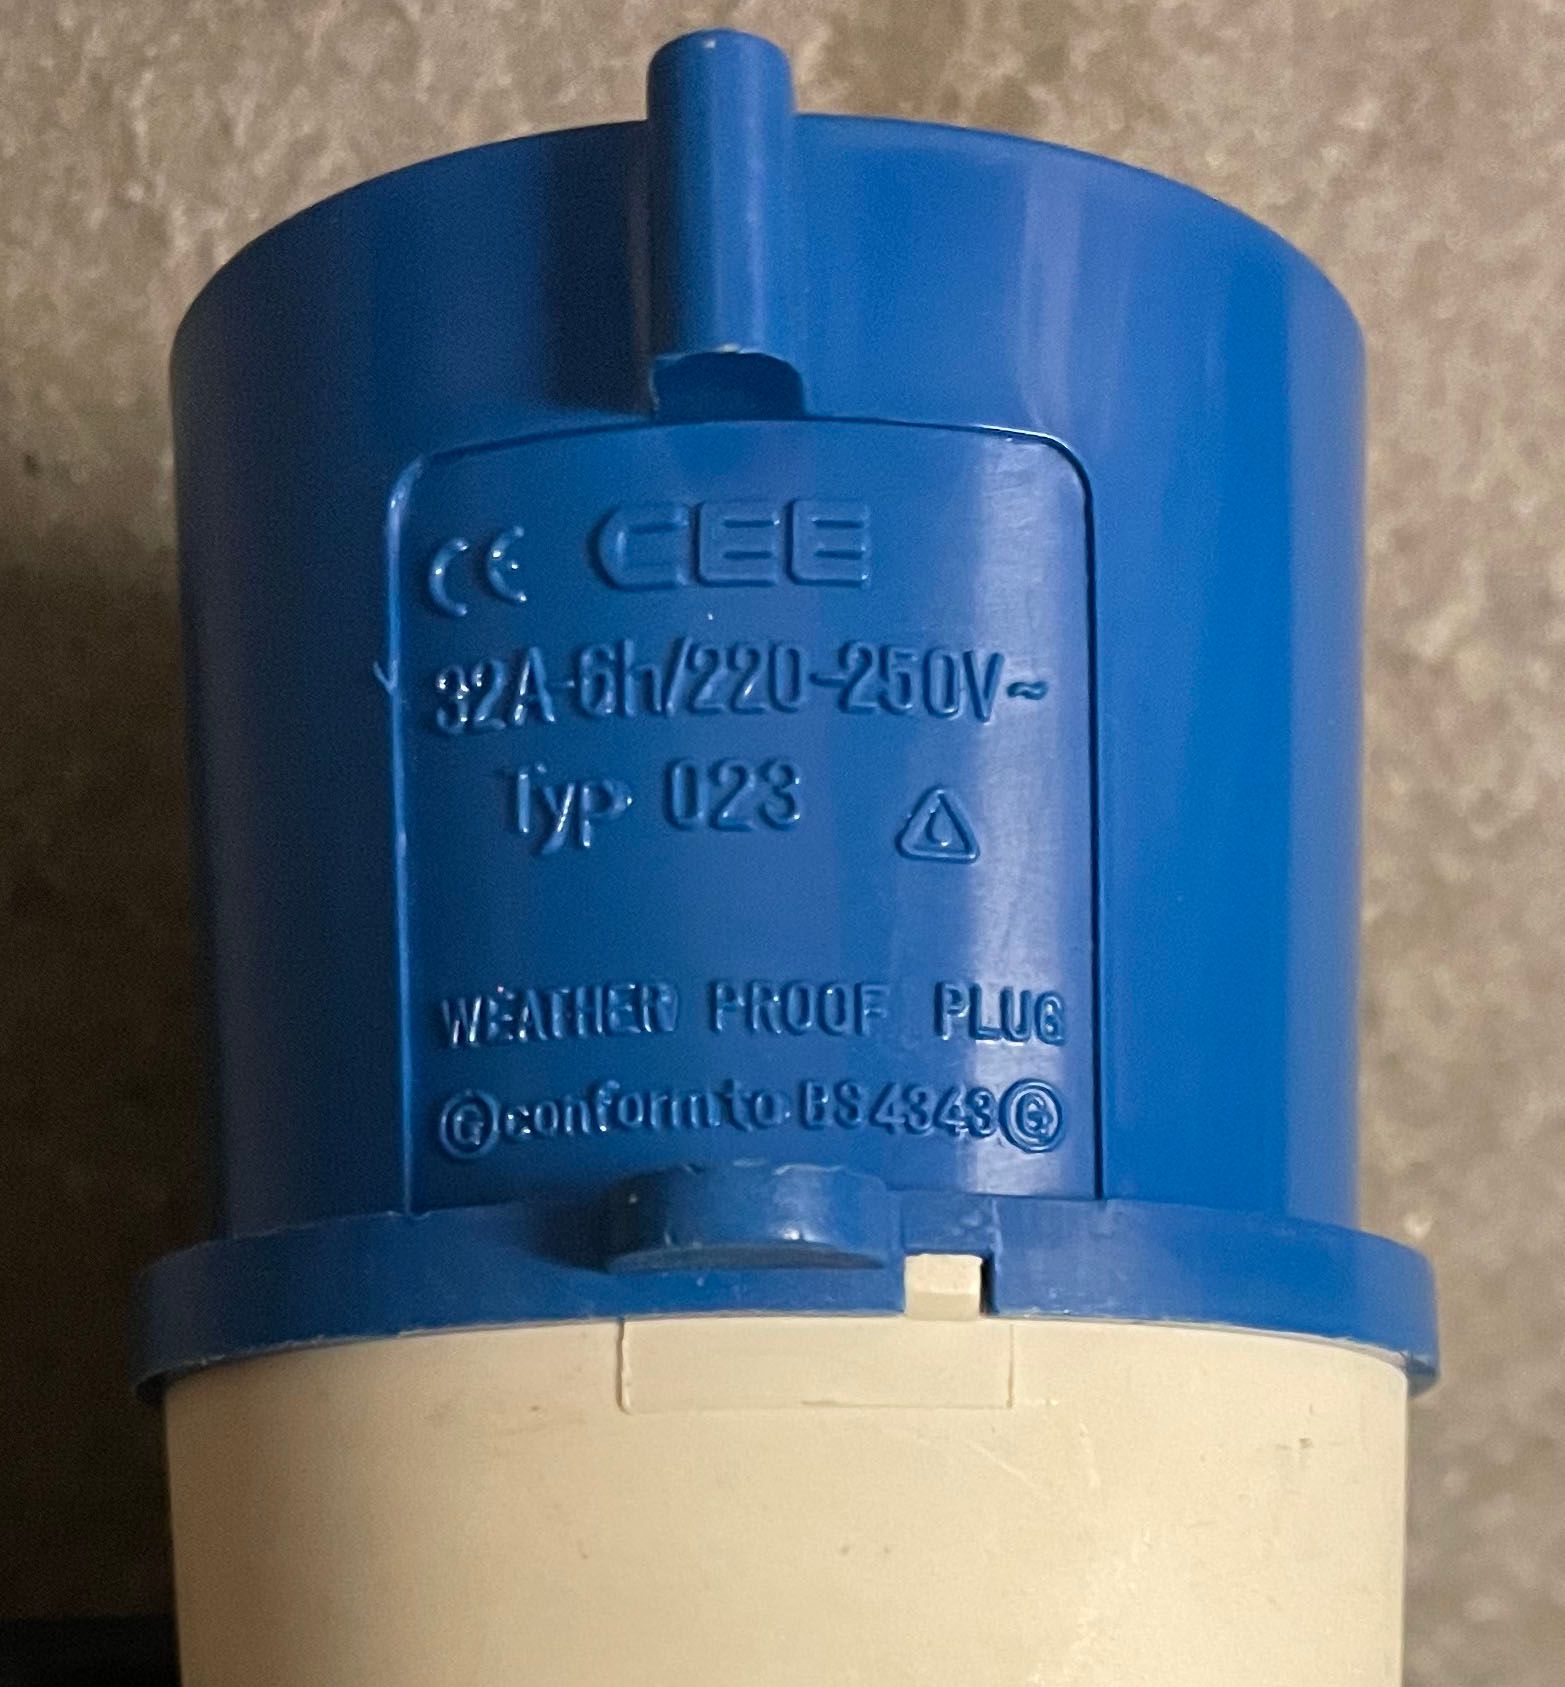 CE CEE
32A-6h/220-250V~
Typ 023
WEATHER PROOF PLUG
G conform to BS4343 G